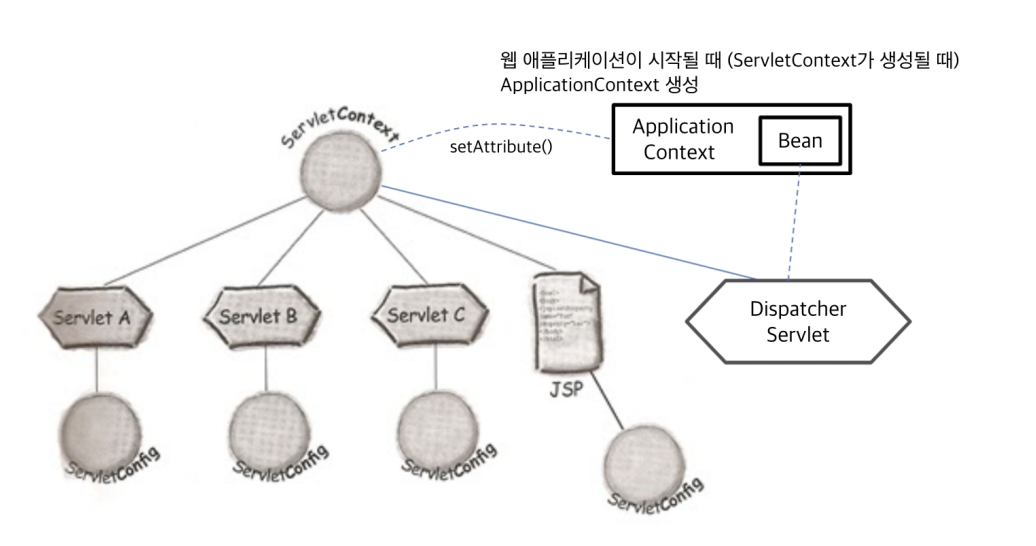 웹 애플리케이션이 시작될 때 (ServletContext가 생성될 때)
ApplicationContext 생성
ServletContext
setAttribute()
Application
Context
Bean
Servlet A
Servlet B
Servlet C
JSP
Dispatcher
Servlet
ServletConfig
ServletConfig
ServletConfig
ServletConfig